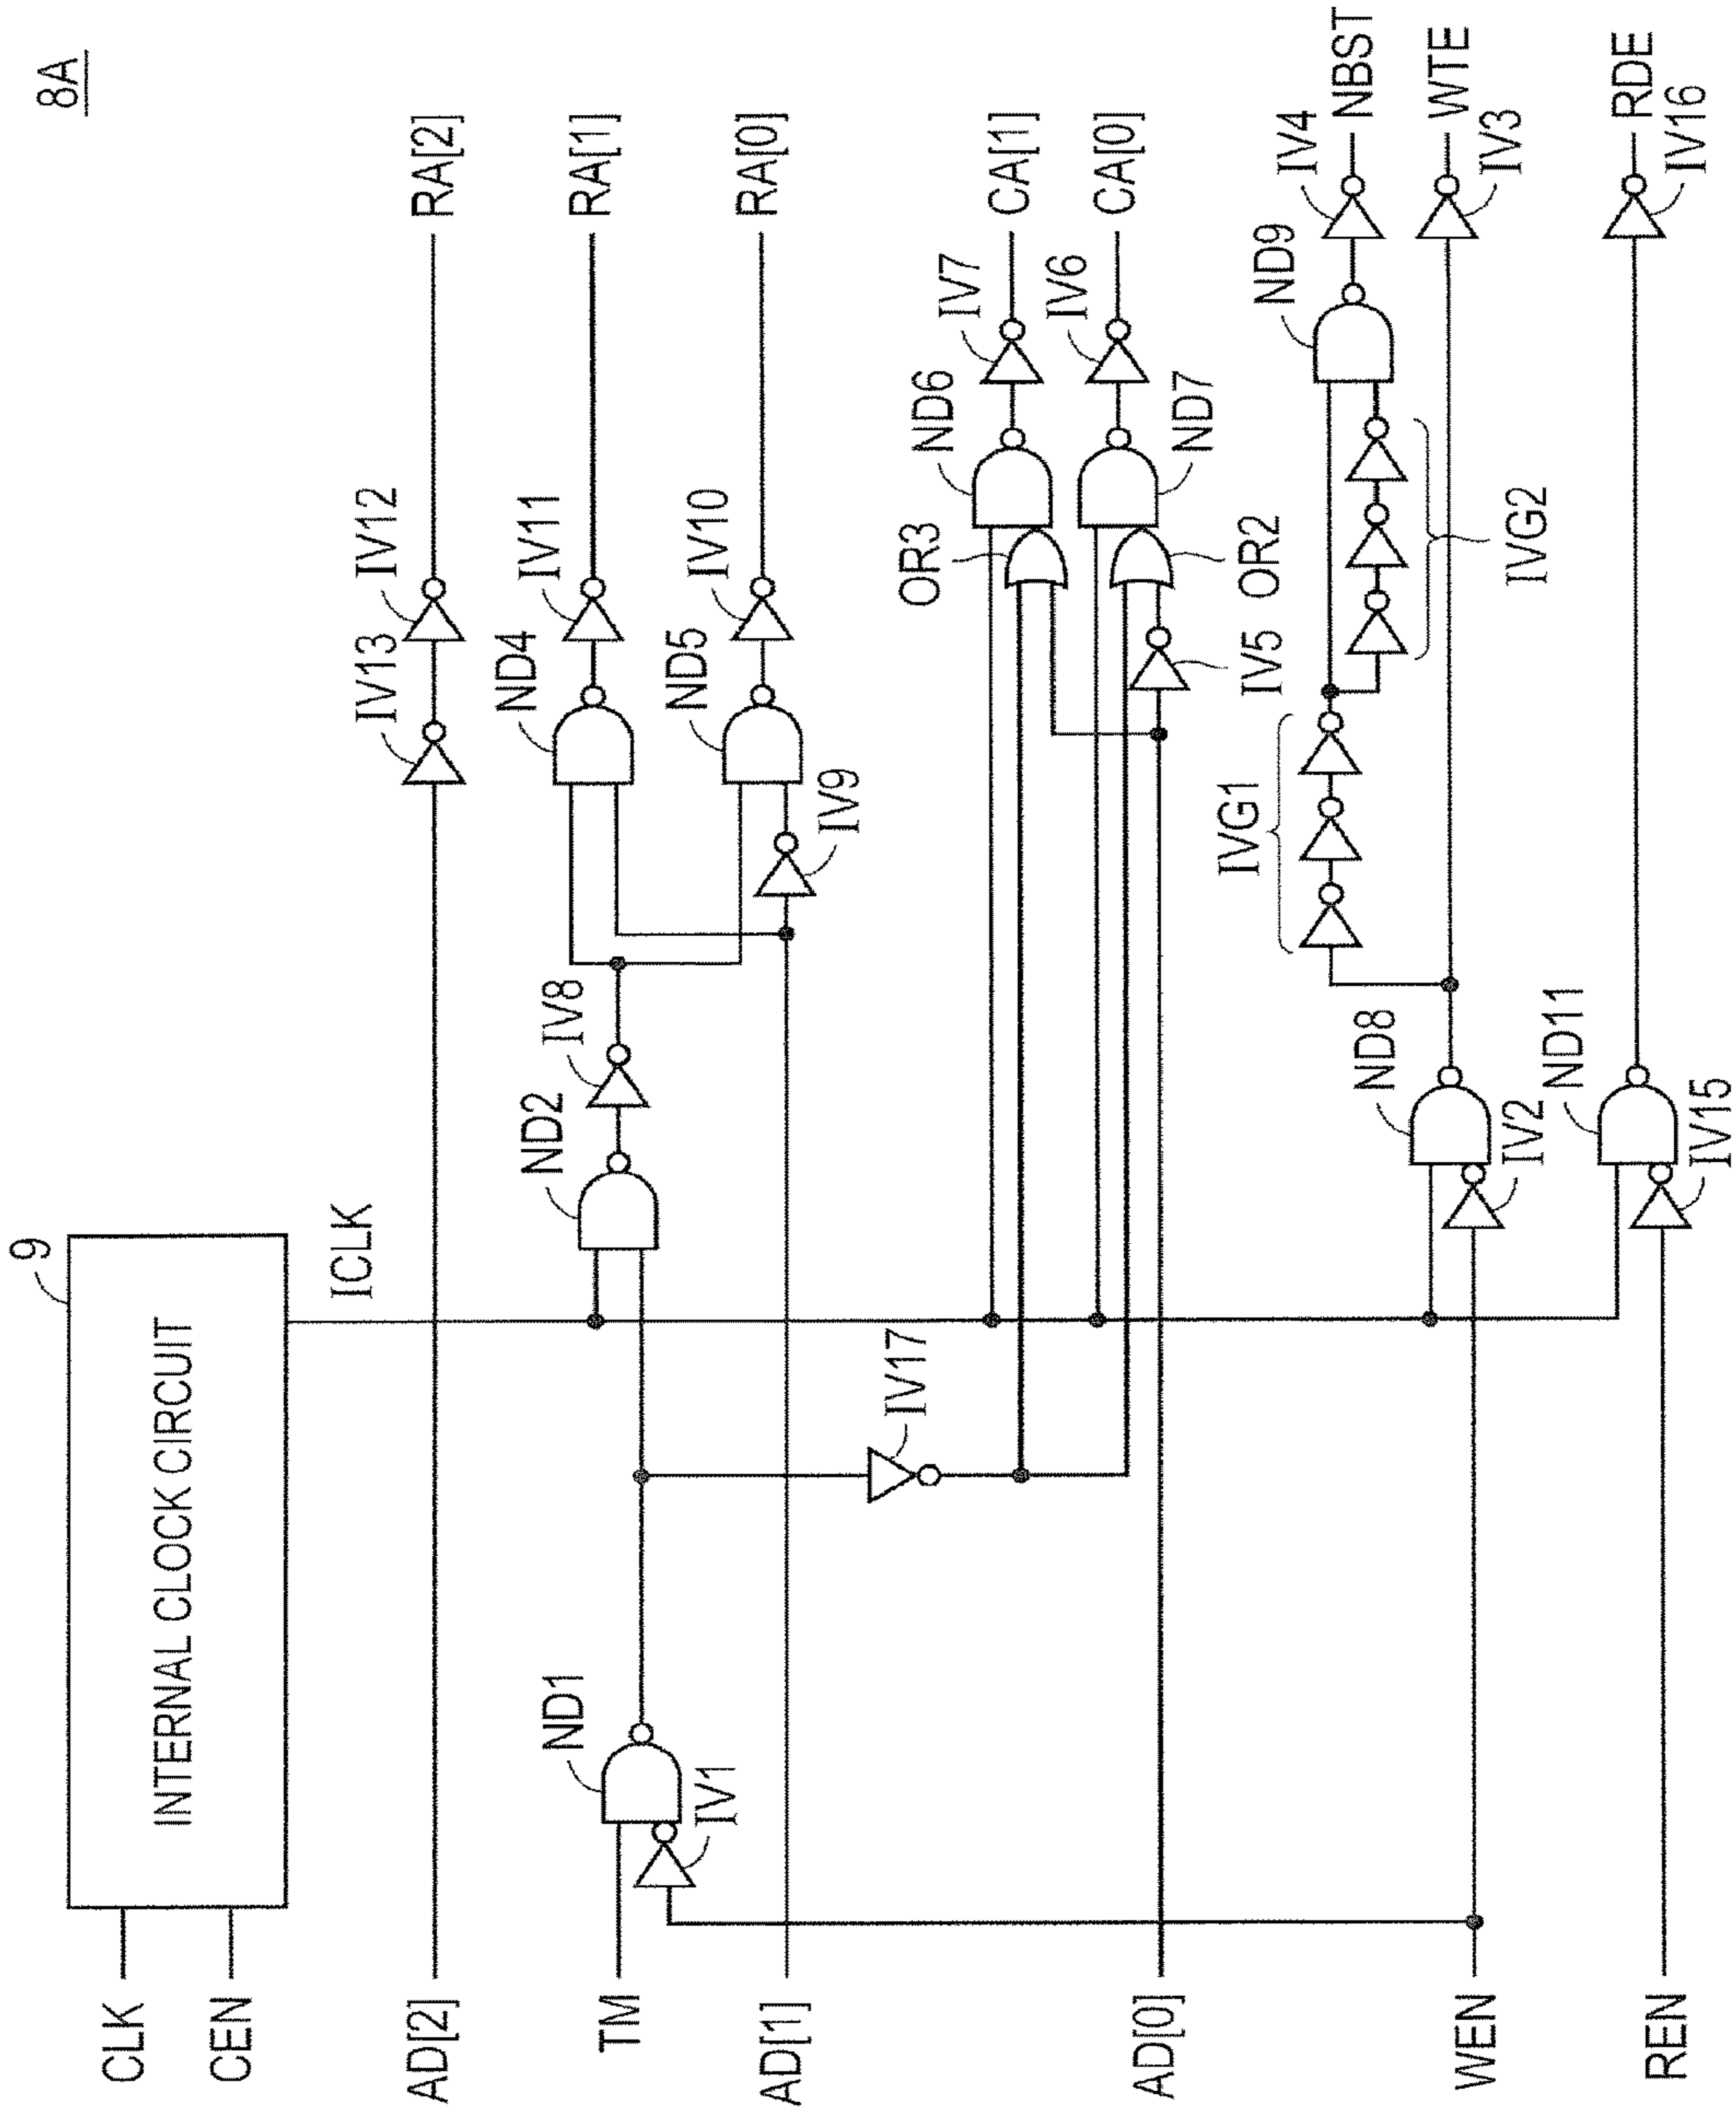 8A
9
INTERNAL CLOCK CIRCUIT
CLK
CEN
ICLK
AD[2]
IV13
IV12
RA[2]
TM
ND1
IV1
ND2
IV8
ND4
IV11
RA[1]
AD[1]
IV9
ND5
IV10
RA[0]
IV17
OR3
ND6
IV7
CA[1]
AD[0]
IV5
OR2
ND7
IV6
CA[0]
IVG1
IVG2
ND9
IV4
NBST
WEN
ND8
IV2
WTE
IV3
REN
ND11
IV15
RDE
IV16